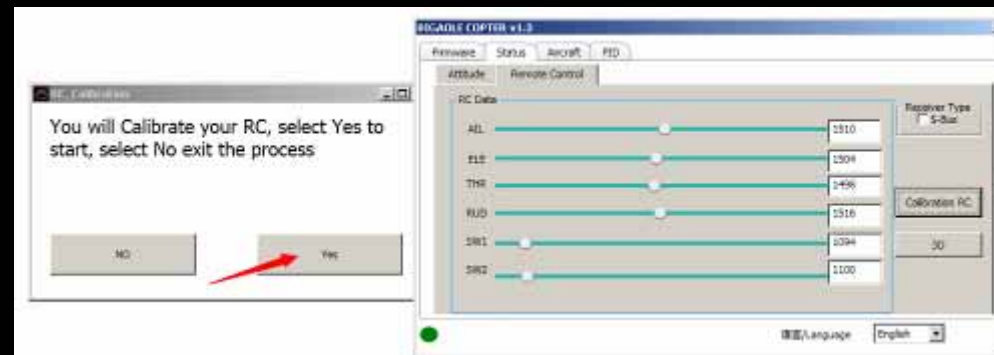 RC Calibration
You will Calibrate your RC, select Yes to
start, select No exit the process
NO
Yes
BIGAOLE COPTER v1.3
Firmware Status Aircraft PID
Attitude Remote Control
RC Data
Receiver Type
S-Bus
AIL 1510
ELE 1504
THR 1498
RUD 1516
SW1 1094
SW2 1100
Calibration RC
3D
/Language English